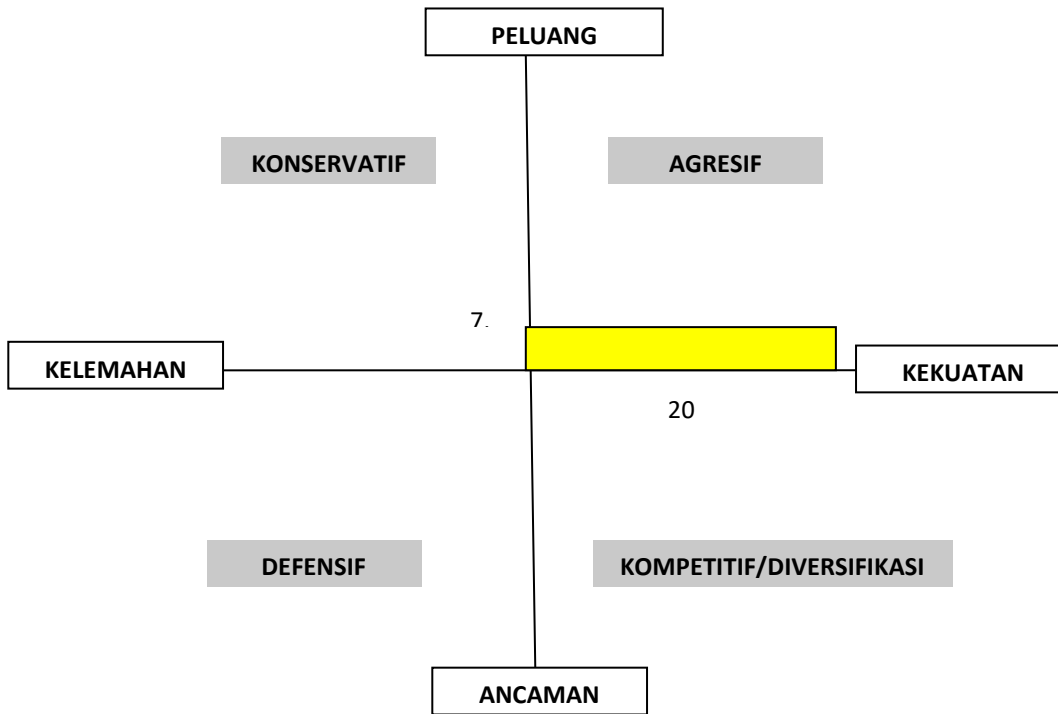 PELUANG
KONSERVATIF
AGRESIF
7.
KELEMAHAN
KEKUATAN
20
DEFENSIF
KOMPETITIF/DIVERSIFIKASI
ANCAMAN